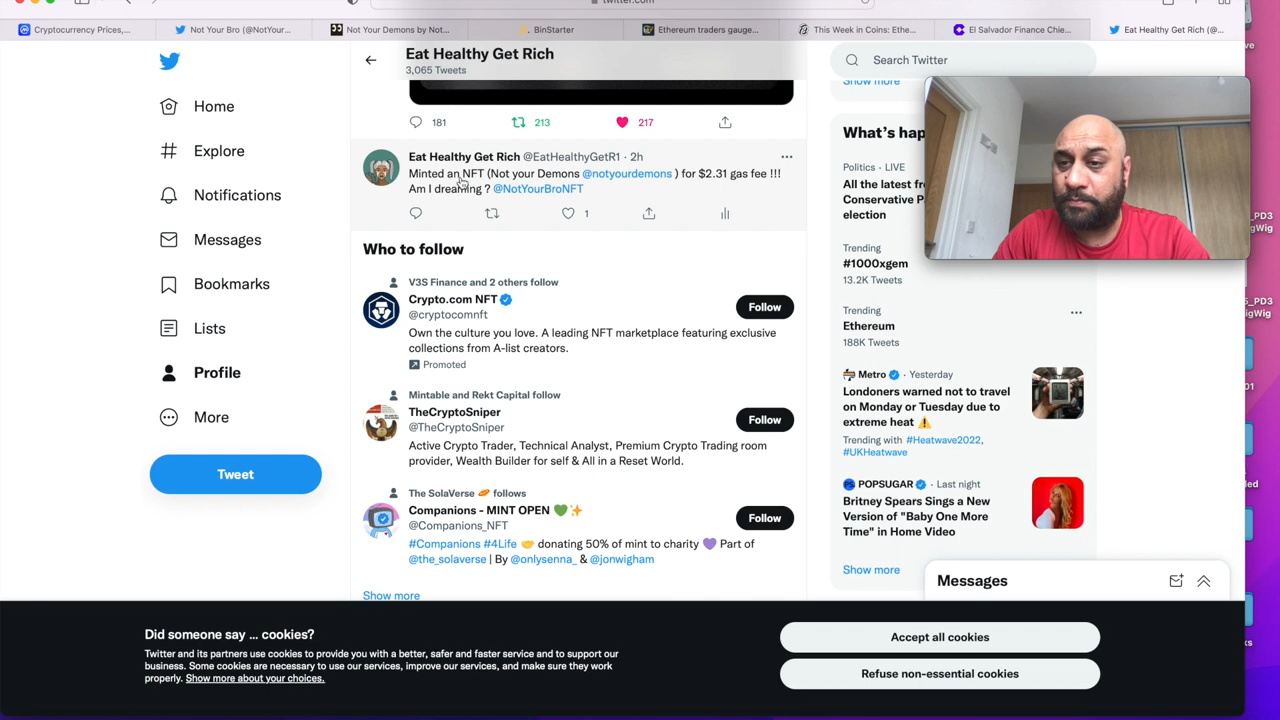 twitter.com
Cryptocurrency Prices,...
Not Your Bro (@NotYour...
Not Your Demons by Not...
BinStarter
Ethereum traders gauge...
This Week in Coins: Ethe...
El Salvador Finance Chie...
Eat Healthy Get Rich (@...
Eat Healthy Get Rich
3,065 Tweets
Search Twitter
Home
Explore
Notifications
Messages
Bookmarks
Lists
Profile
More
Tweet
181 213 217
Eat Healthy Get Rich @EatHealthyGetR1 · 2h
Minted an NFT (Not your Demons @notyourdemons ) for $2.31 gas fee !!!
Am I dreaming ? @NotYourBroNFT
1
Who to follow
V3S Finance and 2 others follow
Crypto.com NFT
@cryptocomnft
Follow
Own the culture you love. A leading NFT marketplace featuring exclusive
collections from A-list creators.
Promoted
Mintable and Rekt Capital follow
TheCryptoSniper
@TheCryptoSniper
Follow
Active Crypto Trader, Technical Analyst, Premium Crypto Trading room
provider, Wealth Builder for self & All in a Reset World.
The SolaVerse 🥖 follows
Companions - MINT OPEN 💚✨
@Companions_NFT
Follow
#Companions #4Life 🤝 donating 50% of mint to charity 💜 Part of
@the_solaverse | By @onlysenna_ & @jonwigham
Show more
Show more
What's hap
Politics · LIVE
All the latest fr
Conservative Pa
election
Trending
#1000xgem
13.2K Tweets
Trending
Ethereum
188K Tweets
Metro · Yesterday
Londoners warned not to travel
on Monday or Tuesday due to
extreme heat ⚠️
Trending with #Heatwave2022,
#UKHeatwave
POPSUGAR · Last night
Britney Spears Sings a New
Version of "Baby One More
Time" in Home Video
Show more
Messages
Did someone say … cookies?
Twitter and its partners use cookies to provide you with a better, safer and faster service and to support our
business. Some cookies are necessary to use our services, improve our services, and make sure they work
properly. Show more about your choices.
Accept all cookies
Refuse non-essential cookies
_PD3
gWig
5_PD3
gWig
01